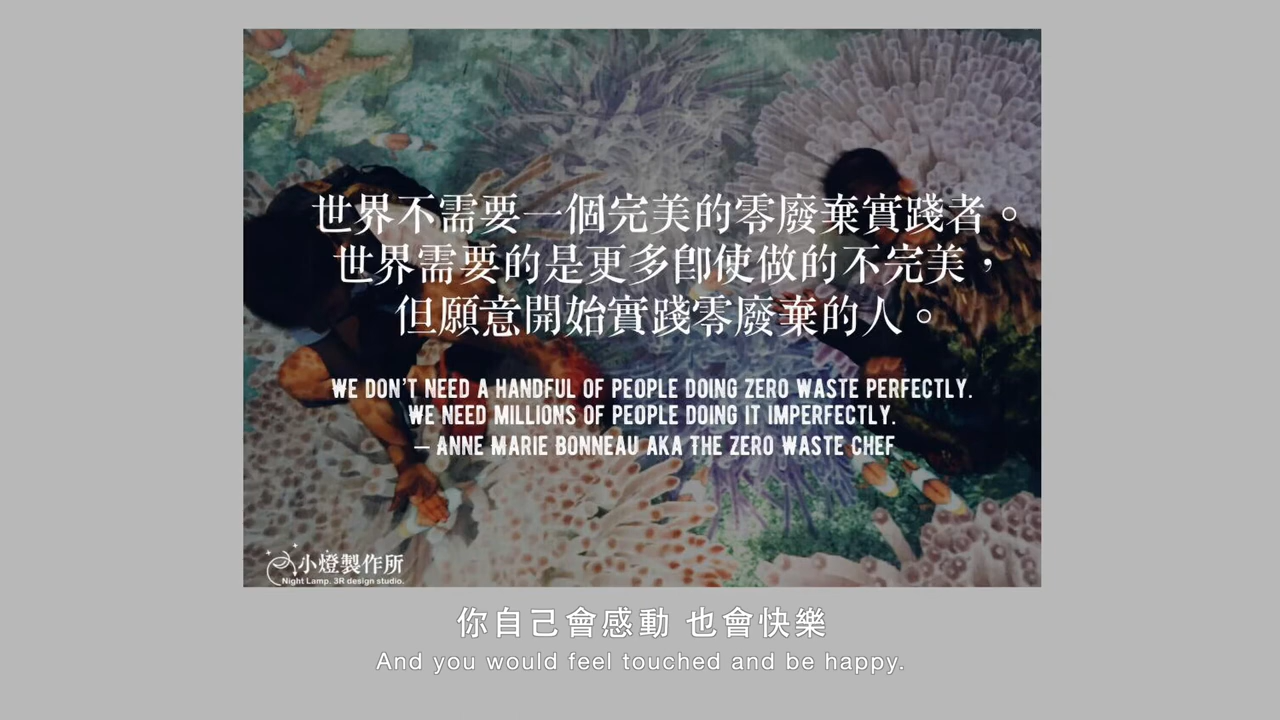 世界不需要一個完美的零廢棄實踐者。
世界需要的是更多卽使做的不完美，
但願意開始實踐零廢棄的人。
WE DON'T NEED A HANDFUL OF PEOPLE DOING ZERO WASTE PERFECTLY.
WE NEED MILLIONS OF PEOPLE DOING IT IMPERFECTLY.
— ANNE MARIE BONNEAU AKA THE ZERO WASTE CHEF
小燈製作所
Night Lamp. 3R design studio.
你自己會感動 也會快樂
And you would feel touched and be happy.